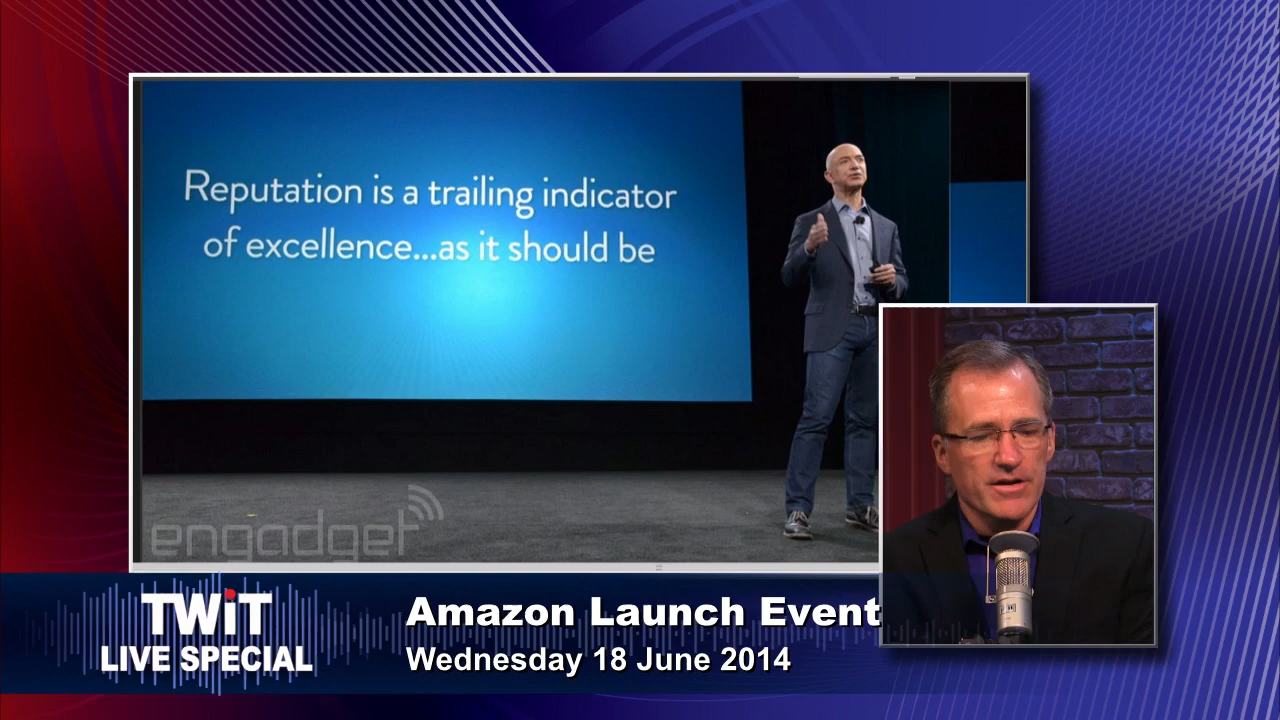 Reputation is a trailing indicator
of excellence...as it should be
engadget
TWiT
LIVE SPECIAL
Amazon Launch Event
Wednesday 18 June 2014